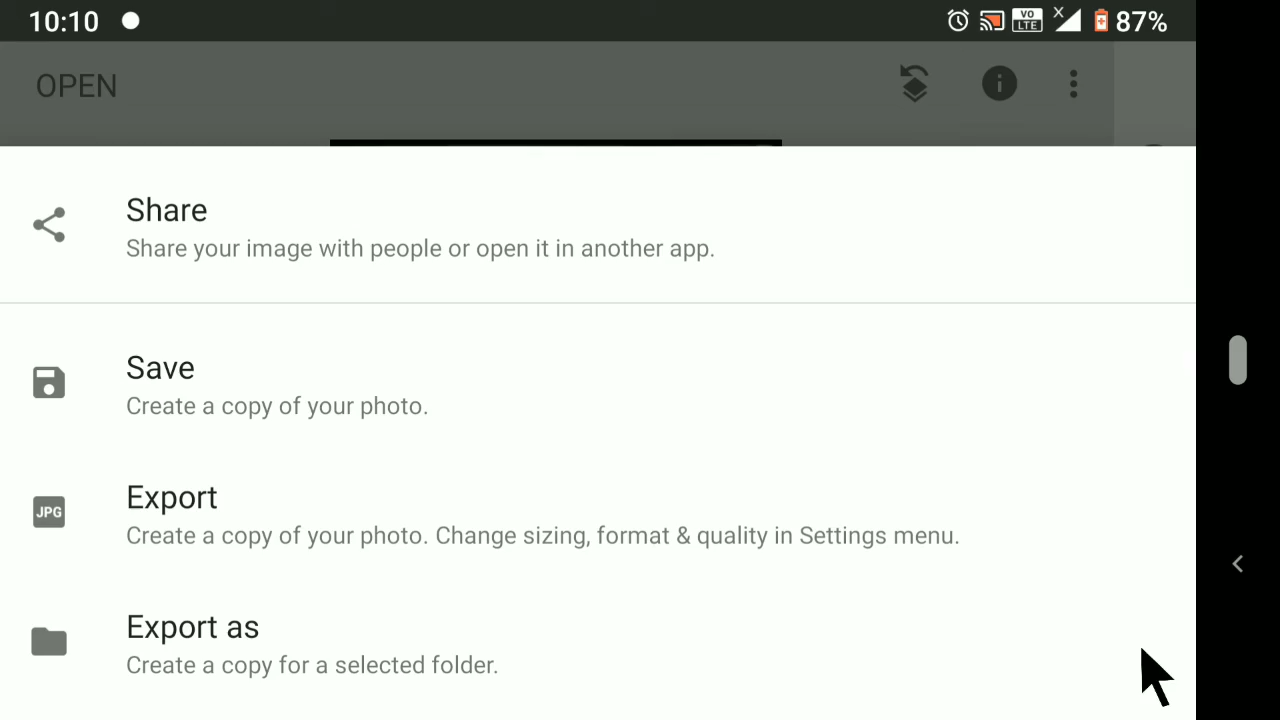 10:10 VO LTE X 87%
OPEN
Share
Share your image with people or open it in another app.
Save
Create a copy of your photo.
JPG
Export
Create a copy of your photo. Change sizing, format & quality in Settings menu.
Export as
Create a copy for a selected folder.